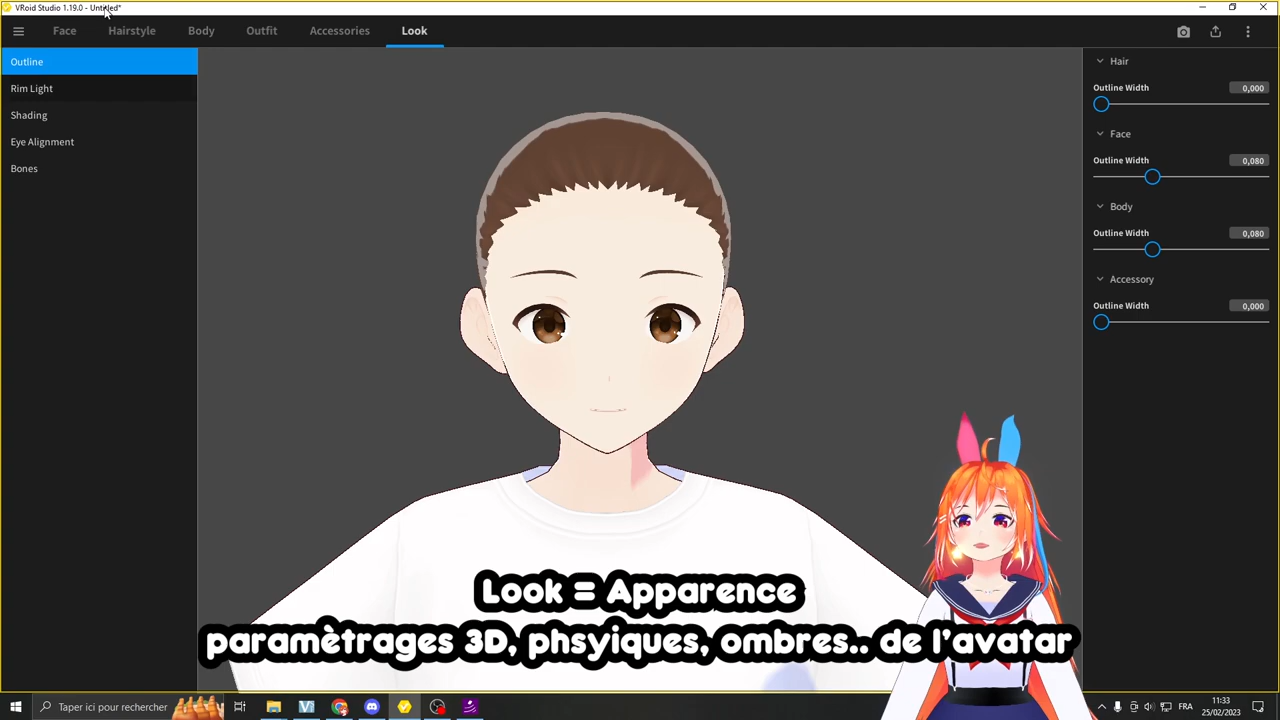 VRoid Studio 1.19.0 - Untitled*
Face Hairstyle Body Outfit Accessories Look
Outline
Rim Light
Shading
Eye Alignment
Bones
Hair
Outline Width 0,000
Face
Outline Width 0,080
Body
Outline Width 0,080
Accessory
Outline Width 0,000
Look = Apparence
paramètrages 3D, phsyiques, ombres.. de l'avatar
Taper ici pour rechercher
FRA
11:33
25/02/2023